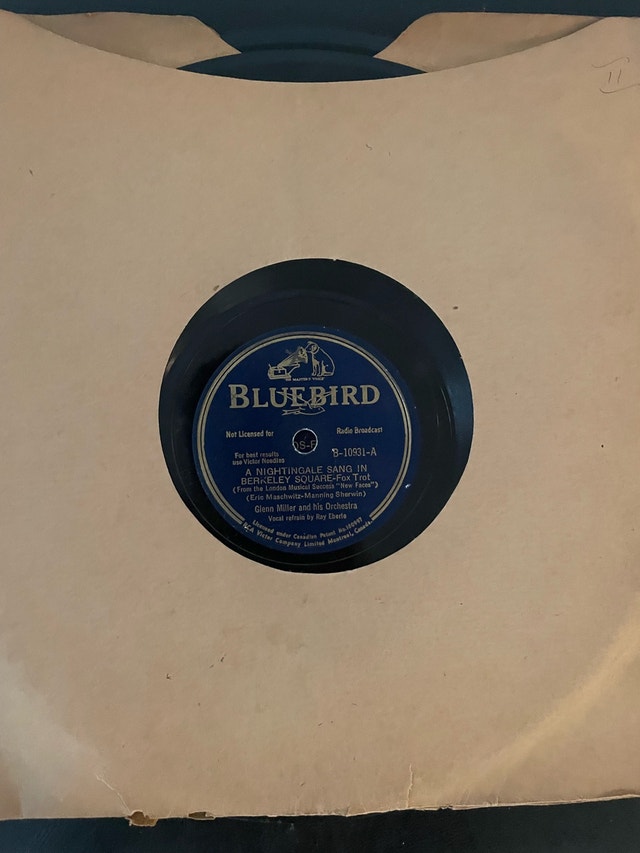 11
HIS MASTER'S VOICE
BLUEBIRD
Not Licensed for Radio Broadcast
For best results
use Victor Needles
B-10931-A
A NIGHTINGALE SANG IN
BERKELEY SQUARE-Fox Trot
(From the London Musical Success "New Faces")
(Eric Maschwitz-Manning Sherwin)
Glenn Miller and his Orchestra
Vocal refrain by Ray Eberle
Licensed under Canadian Patent No.
RCA Victor Company Limited Montreal, Canada.